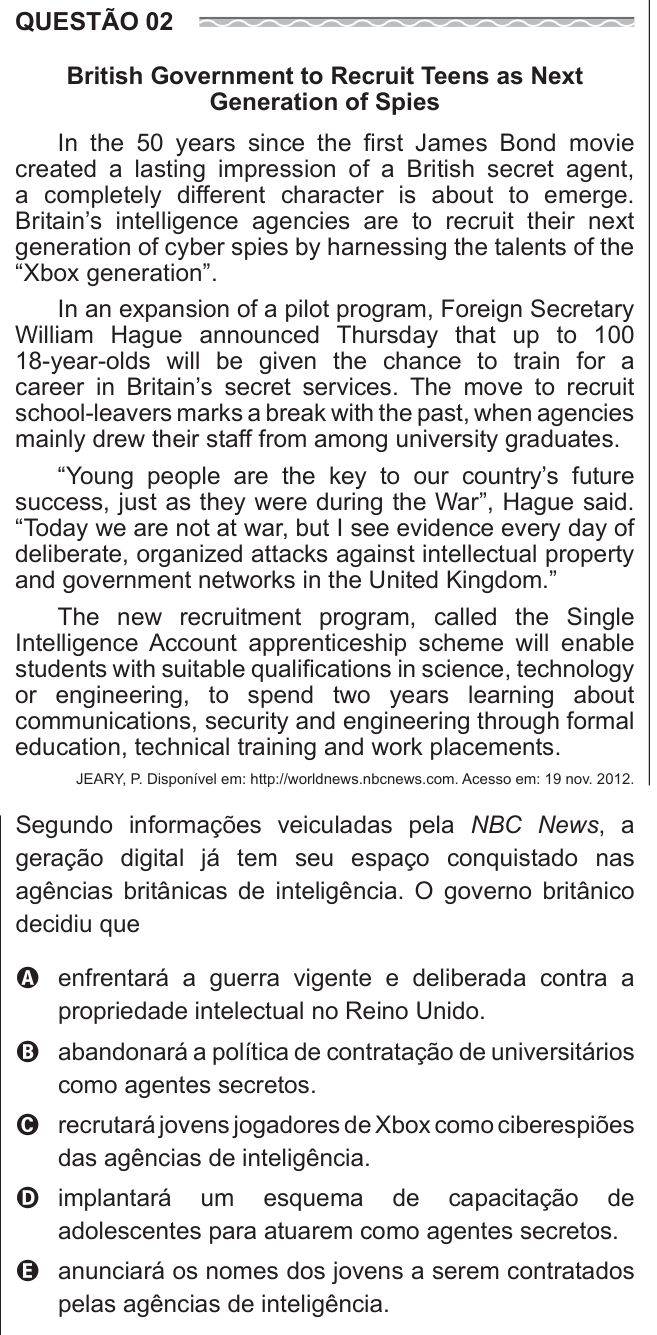 QUESTÃO 02
British Government to Recruit Teens as Next
Generation of Spies
In the 50 years since the first James Bond movie
created a lasting impression of a British secret agent,
a completely different character is about to emerge.
Britain's intelligence agencies are to recruit their next
generation of cyber spies by harnessing the talents of the
“Xbox generation”.
In an expansion of a pilot program, Foreign Secretary
William Hague announced Thursday that up to 100
18-year-olds will be given the chance to train for a
career in Britain's secret services. The move to recruit
school-leavers marks a break with the past, when agencies
mainly drew their staff from among university graduates.
“Young people are the key to our country's future
success, just as they were during the War”, Hague said.
“Today we are not at war, but I see evidence every day of
deliberate, organized attacks against intellectual property
and government networks in the United Kingdom.”
The new recruitment program, called the Single
Intelligence Account apprenticeship scheme will enable
students with suitable qualifications in science, technology
or engineering, to spend two years learning about
communications, security and engineering through formal
education, technical training and work placements.
JEARY, P. Disponível em: http://worldnews.nbcnews.com. Acesso em: 19 nov. 2012.
Segundo informações veiculadas pela NBC News, a
geração digital já tem seu espaço conquistado nas
agências britânicas de inteligência. O governo britânico
decidiu que
A enfrentará a guerra vigente e deliberada contra a
propriedade intelectual no Reino Unido.
B abandonará a política de contratação de universitários
como agentes secretos.
C recrutará jovens jogadores de Xbox como ciberespiões
das agências de inteligência.
D implantará um esquema de capacitação de
adolescentes para atuarem como agentes secretos.
E anunciará os nomes dos jovens a serem contratados
pelas agências de inteligência.